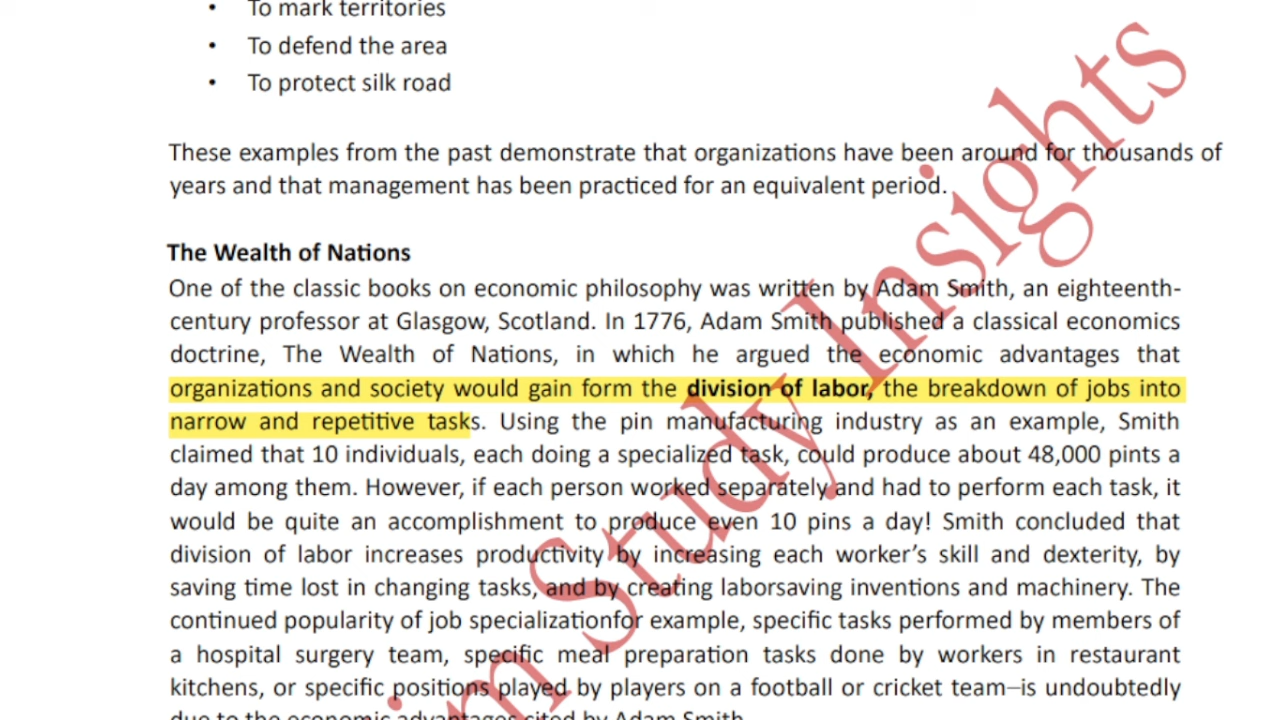 • To mark territories
• To defend the area
• To protect silk road
These examples from the past demonstrate that organizations have been around for thousands of
years and that management has been practiced for an equivalent period.
The Wealth of Nations
One of the classic books on economic philosophy was written by Adam Smith, an eighteenth-
century professor at Glasgow, Scotland. In 1776, Adam Smith published a classical economics
doctrine, The Wealth of Nations, in which he argued the economic advantages that
organizations and society would gain form the division of labor, the breakdown of jobs into
narrow and repetitive tasks. Using the pin manufacturing industry as an example, Smith
claimed that 10 individuals, each doing a specialized task, could produce about 48,000 pints a
day among them. However, if each person worked separately and had to perform each task, it
would be quite an accomplishment to produce even 10 pins a day! Smith concluded that
division of labor increases productivity by increasing each worker's skill and dexterity, by
saving time lost in changing tasks, and by creating laborsaving inventions and machinery. The
continued popularity of job specializationfor example, specific tasks performed by members of
a hospital surgery team, specific meal preparation tasks done by workers in restaurant
kitchens, or specific positions played by players on a football or cricket team–is undoubtedly
due to the economic advantages cited by Adam Smith.
Study Insights